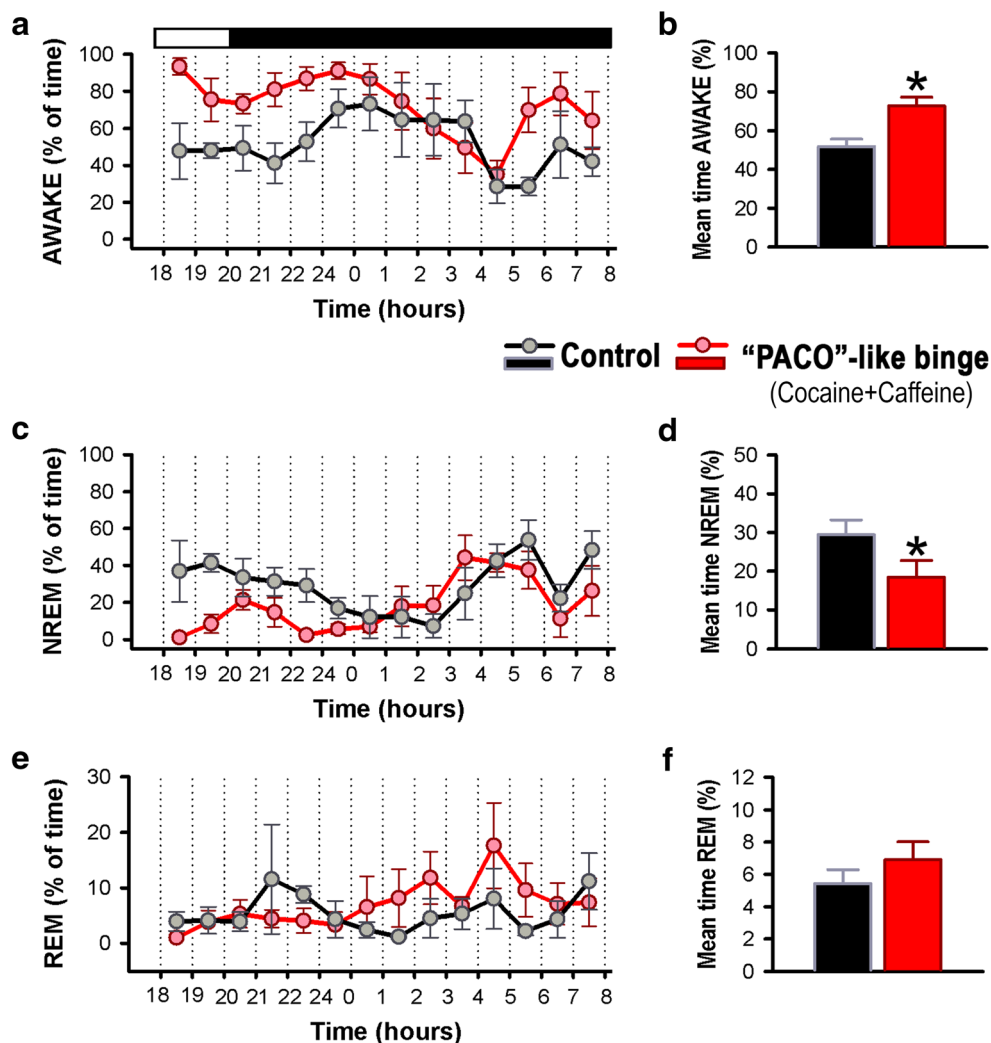 a
AWAKE (% of time)
100
80
60
40
20
0
18 19 20 21 22 24 0 1 2 3 4 5 6 7 8
Time (hours)
b
Mean time AWAKE (%)
100
80
60
40
20
0
*
Control
“PACO”-like binge
(Cocaine+Caffeine)
c
NREM (% of time)
100
80
60
40
20
0
18 19 20 21 22 24 0 1 2 3 4 5 6 7 8
Time (hours)
d
Mean time NREM (%)
50
40
30
20
10
0
*
e
REM (% of time)
30
20
10
0
18 19 20 21 22 24 0 1 2 3 4 5 6 7 8
Time (hours)
f
Mean time REM (%)
12
10
8
6
4
2
0